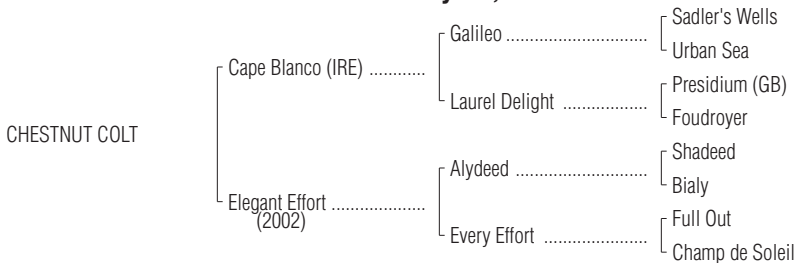 Sadler's Wells
Galileo ..............................
Urban Sea
Cape Blanco (IRE) ............
Presidium (GB)
Laurel Delight ..................
Foudroyer
CHESTNUT COLT
Shadeed
Alydeed ............................
Bialy
Elegant Effort ....................
(2002)
Full Out
Every Effort ......................
Champ de Soleil